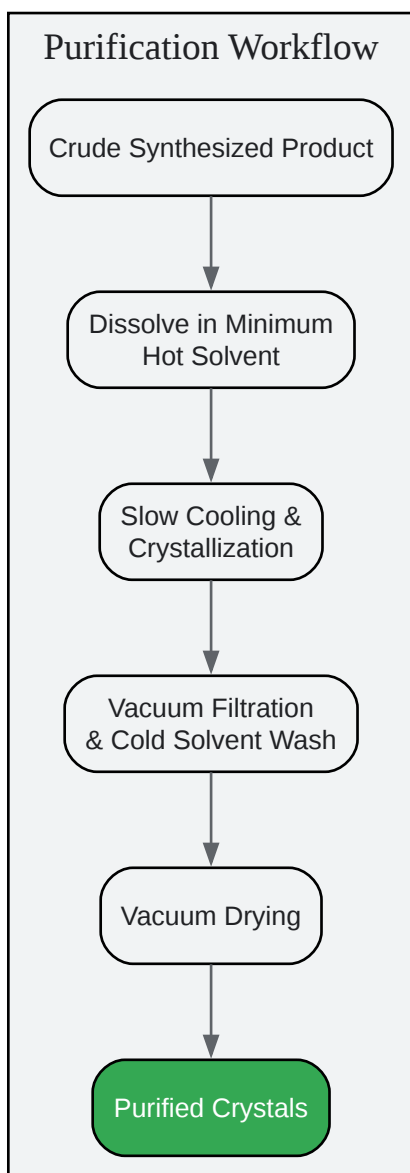 Purification Workflow
Crude Synthesized Product
Dissolve in Minimum
Hot Solvent
Slow Cooling &
Crystallization
Vacuum Filtration
& Cold Solvent Wash
Vacuum Drying
Purified Crystals